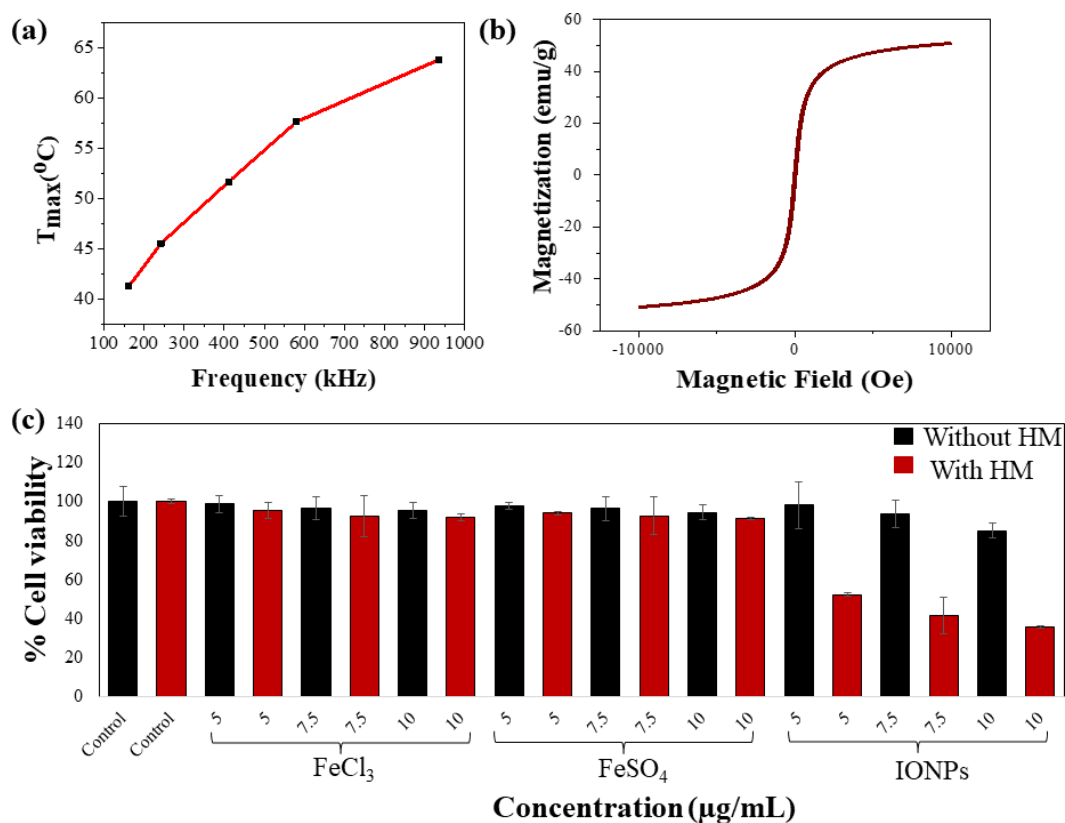 (a)
65
60
55
50
45
40
Tmax(⁰C)
100 200 300 400 500 600 700 800 900 1000
Frequency (kHz)
(b)
60
40
20
0
-20
-40
-60
Magnetization (emu/g)
-10000 0 10000
Magnetic Field (Oe)
(c)
140
120
100
80
60
40
20
0
% Cell viability
Without HM
With HM
Control Control 5 5 7.5 7.5 10 10 5 5 7.5 7.5 10 10 5 5 7.5 7.5 10 10
FeCl₃ FeSO₄ IONPs
Concentration (µg/mL)